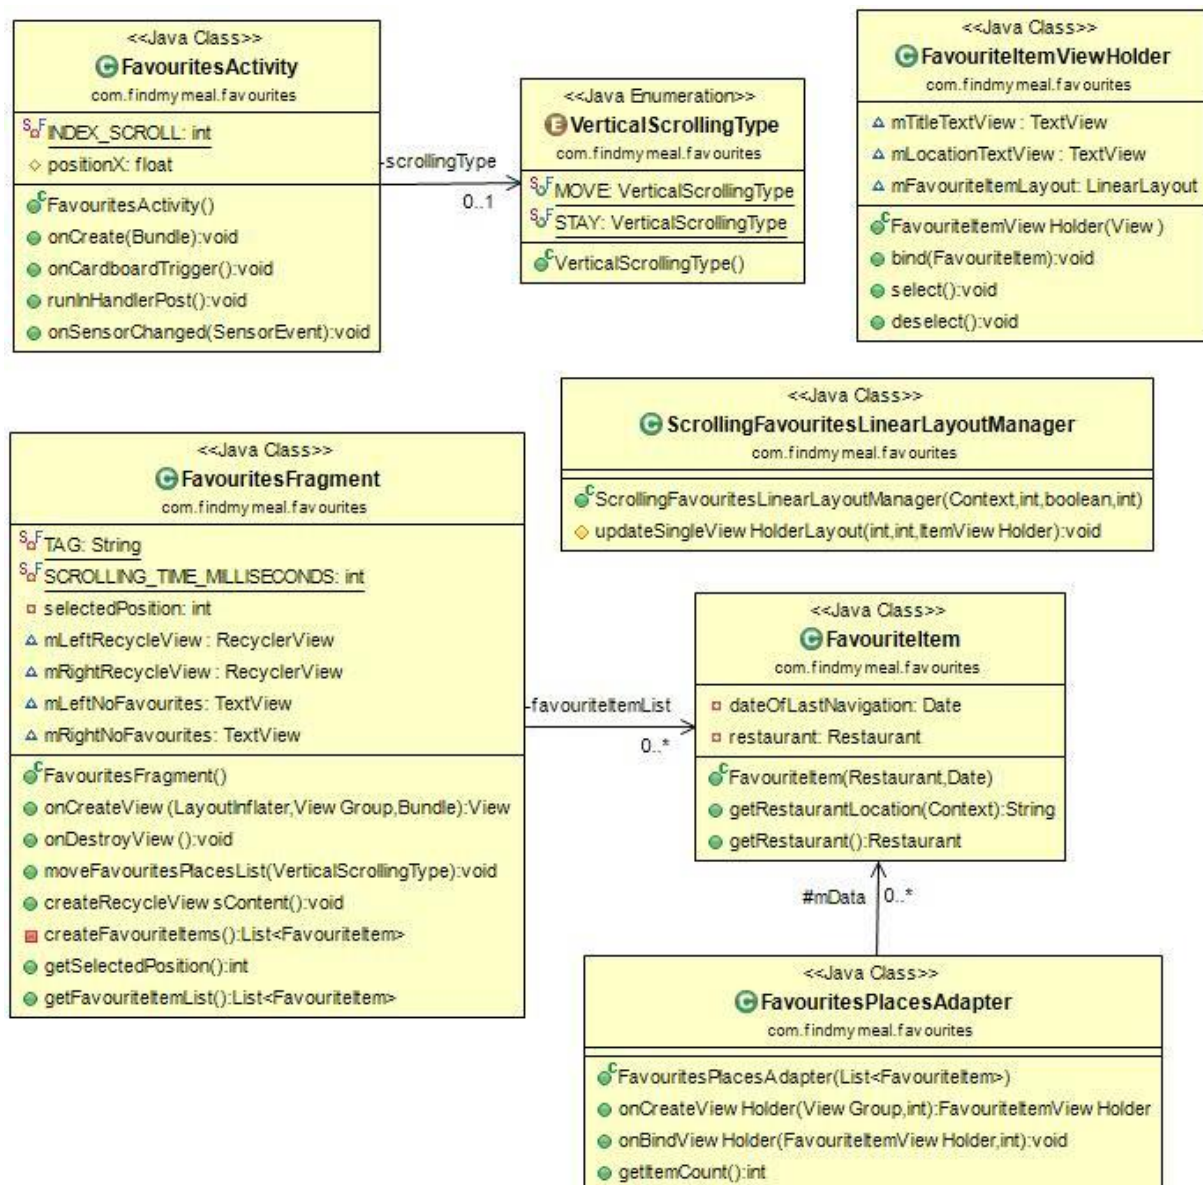 <<Java Class>>
FavouritesActivity
com.findmymeal.favourites
INDEX_SCROLL: int
positionX: float
FavouritesActivity()
onCreate(Bundle):void
onCardboardTrigger():void
runInHandlerPost():void
onSensorChanged(SensorEvent):void
-scrollingType
0..1
<<Java Enumeration>>
VerticalScrollingType
com.findmymeal.favourites
MOVE: VerticalScrollingType
STAY: VerticalScrollingType
VerticalScrollingType()
<<Java Class>>
FavouriteItemViewHolder
com.findmymeal.favourites
mTitleTextView: TextView
mLocationTextView: TextView
mFavouriteItemLayout: LinearLayout
FavouriteItemViewHolder(View)
bind(FavouriteItem):void
select():void
deselect():void
<<Java Class>>
ScrollingFavouritesLinearLayoutManager
com.findmymeal.favourites
ScrollingFavouritesLinearLayoutManager(Context,int,boolean,int)
updateSingleViewHolderLayout(int,int,ItemViewHolder):void
<<Java Class>>
FavouritesFragment
com.findmymeal.favourites
TAG: String
SCROLLING_TIME_MILLISECONDS: int
selectedPosition: int
mLeftRecycleView: RecyclerView
mRightRecycleView: RecyclerView
mLeftNoFavourites: TextView
mRightNoFavourites: TextView
FavouritesFragment()
onCreateView(LayoutInflater,ViewGroup,Bundle):View
onDestroyView():void
moveFavouritesPlacesList(VerticalScrollingType):void
createRecycleViewsContent():void
createFavouriteItems():List<FavouriteItem>
getSelectedPosition():int
getFavouriteItemList():List<FavouriteItem>
-favouriteItemList
0..*
<<Java Class>>
FavouriteItem
com.findmymeal.favourites
dateOfLastNavigation: Date
restaurant: Restaurant
FavouriteItem(Restaurant,Date)
getRestaurantLocation(Context):String
getRestaurant():Restaurant
#mData 0..*
<<Java Class>>
FavouritesPlacesAdapter
com.findmymeal.favourites
FavouritesPlacesAdapter(List<FavouriteItem>)
onCreateViewHolder(ViewGroup,int):FavouriteItemViewHolder
onBindViewHolder(FavouriteItemViewHolder,int):void
getItemCount():int